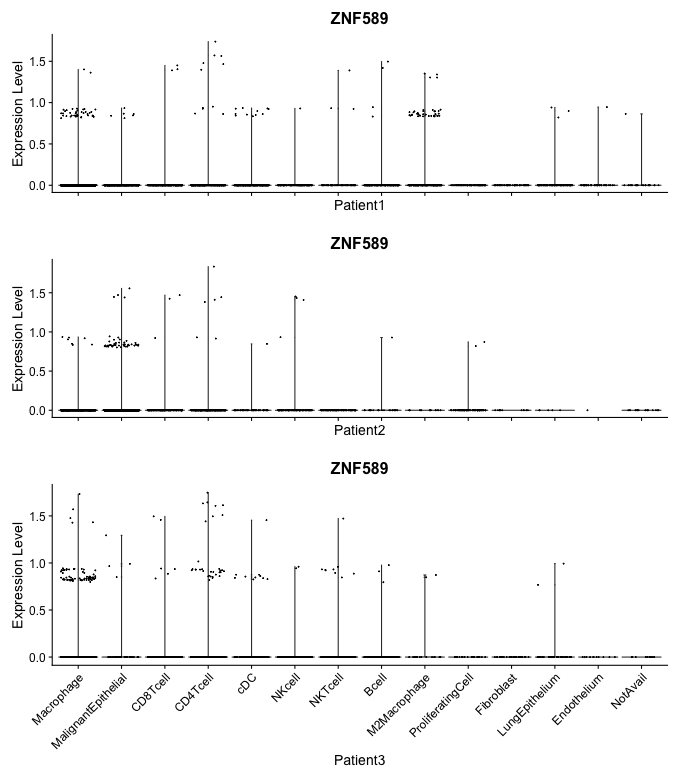 ZNF589
Expression Level
1.5
1.0
0.5
0.0
Patient1
ZNF589
Expression Level
1.5
1.0
0.5
0.0
Patient2
ZNF589
Expression Level
1.5
1.0
0.5
0.0
Macrophage
MalignantEpithelial
CD8Tcell
CD4Tcell
cDC
NKcell
NKTcell
Bcell
M2Macrophage
ProliferatingCell
Fibroblast
LungEpithelium
Endothelium
NotAvail
Patient3